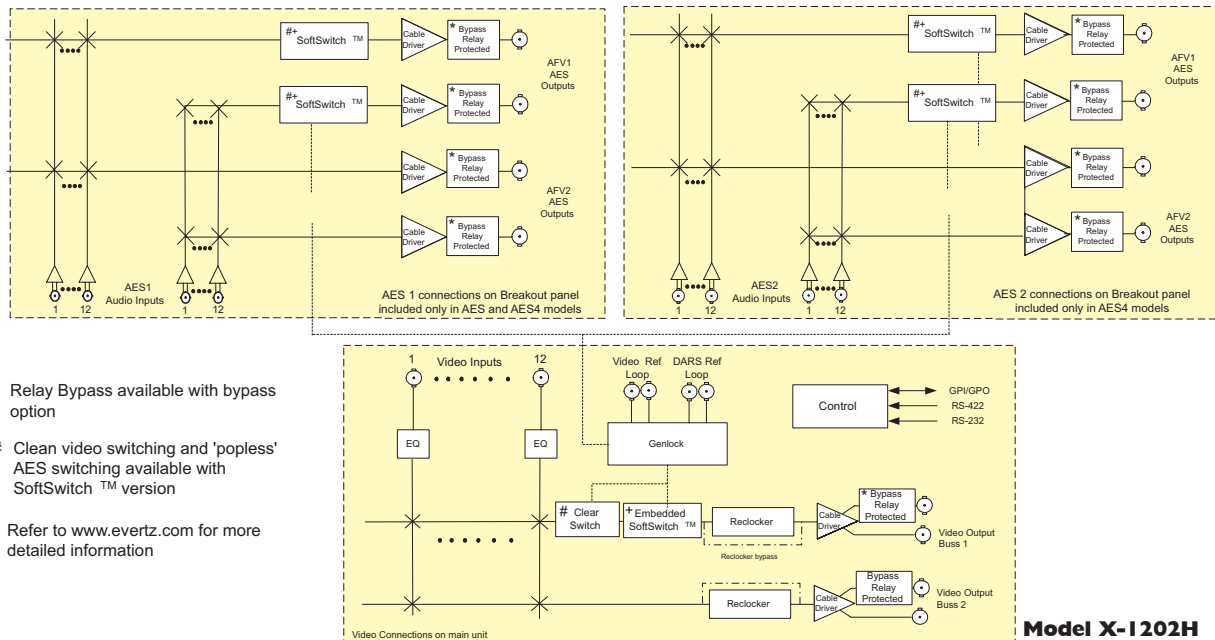 #+
SoftSwitch ™
Cable
Driver
* Bypass
Relay
Protected
AFV1
AES
Outputs
#+
SoftSwitch ™
Cable
Driver
* Bypass
Relay
Protected
Cable
Driver
* Bypass
Relay
Protected
AFV2
AES
Outputs
Cable
Driver
* Bypass
Relay
Protected
AES1
Audio Inputs
1 12
1 12
AES 1 connections on Breakout panel
included only in AES and AES4 models
#+
SoftSwitch ™
Cable
Driver
* Bypass
Relay
Protected
AFV1
AES
Outputs
#+
SoftSwitch ™
Cable
Driver
* Bypass
Relay
Protected
Cable
Driver
* Bypass
Relay
Protected
AFV2
AES
Outputs
Cable
Driver
* Bypass
Relay
Protected
AES2
Audio Inputs
1 12
1 12
AES 2 connections on Breakout panel
included only in AES4 models
Relay Bypass available with bypass
option
# Clean video switching and 'popless'
AES switching available with
SoftSwitch ™ version
Refer to www.evertz.com for more
detailed information
1 Video Inputs 12
Video Ref
Loop
DARS Ref
Loop
EQ
EQ
Genlock
Control
GPI/GPO
RS-422
RS-232
# Clear
Switch
+ Embedded
SoftSwitch ™
Reclocker
Reclocker bypass
Cable
Driver
* Bypass
Relay
Protected
Video Output
Buss 1
Reclocker
Cable
Driver
Bypass
Relay
Protected
Video Output
Buss 2
Video Connections on main unit
Model X-1202H